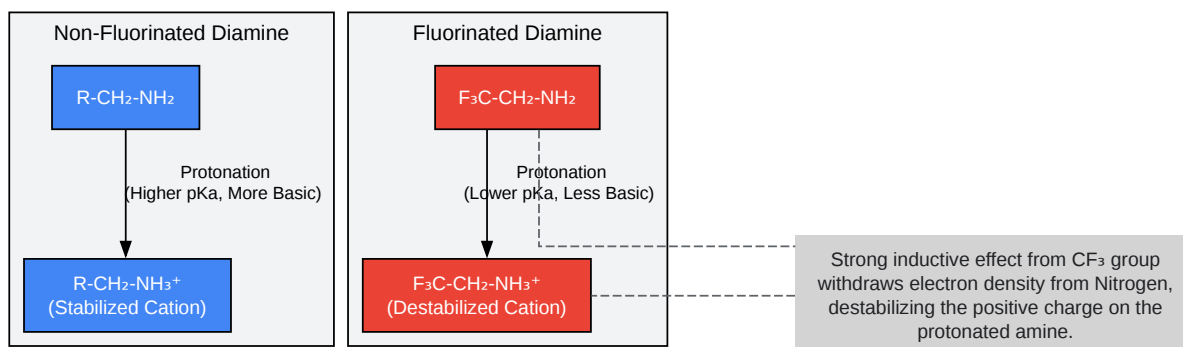 Non-Fluorinated Diamine
R-CH₂-NH₂
Protonation
(Higher pKa, More Basic)
R-CH₂-NH₃⁺
(Stabilized Cation)
Fluorinated Diamine
F₃C-CH₂-NH₂
Protonation
(Lower pKa, Less Basic)
F₃C-CH₂-NH₃⁺
(Destabilized Cation)
Strong inductive effect from CF₃ group
withdraws electron density from Nitrogen,
destabilizing the positive charge on the
protonated amine.